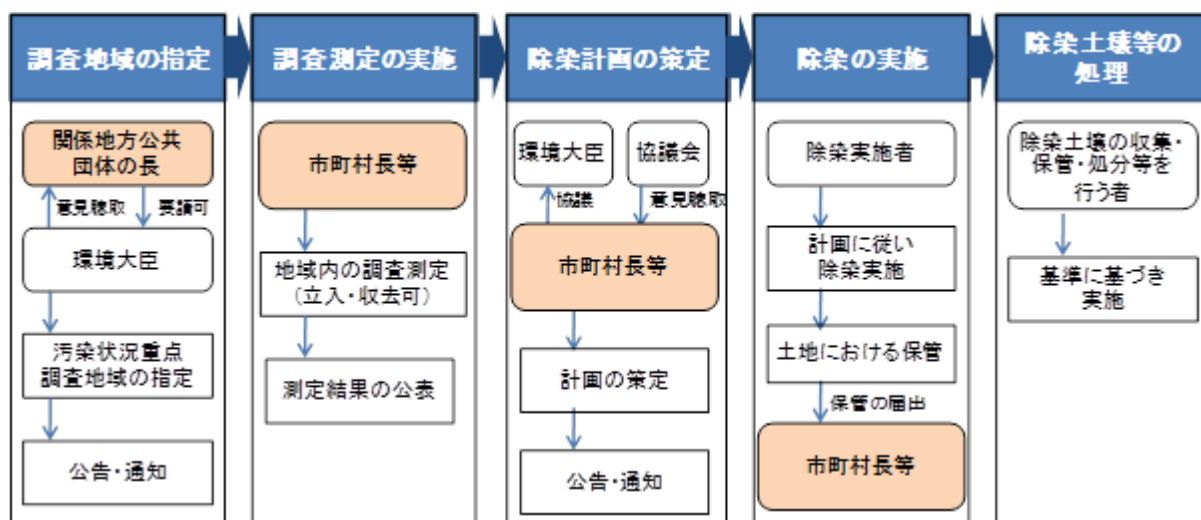 調査地域の指定
調査測定の実施
除染計画の策定
除染の実施
除染土壌等の
処理
関係地方公共
団体の長
意見聴取
要請可
環境大臣
汚染状況重点
調査地域の指定
公告・通知
市町村長等
地域内の調査測定
(立入・収去可)
測定結果の公表
環境大臣
協議会
協議
意見聴取
市町村長等
計画の策定
公告・通知
除染実施者
計画に従い
除染実施
土地における保管
保管の届出
市町村長等
除染土壌の収集・
保管・処分等を
行う者
基準に基づき
実施